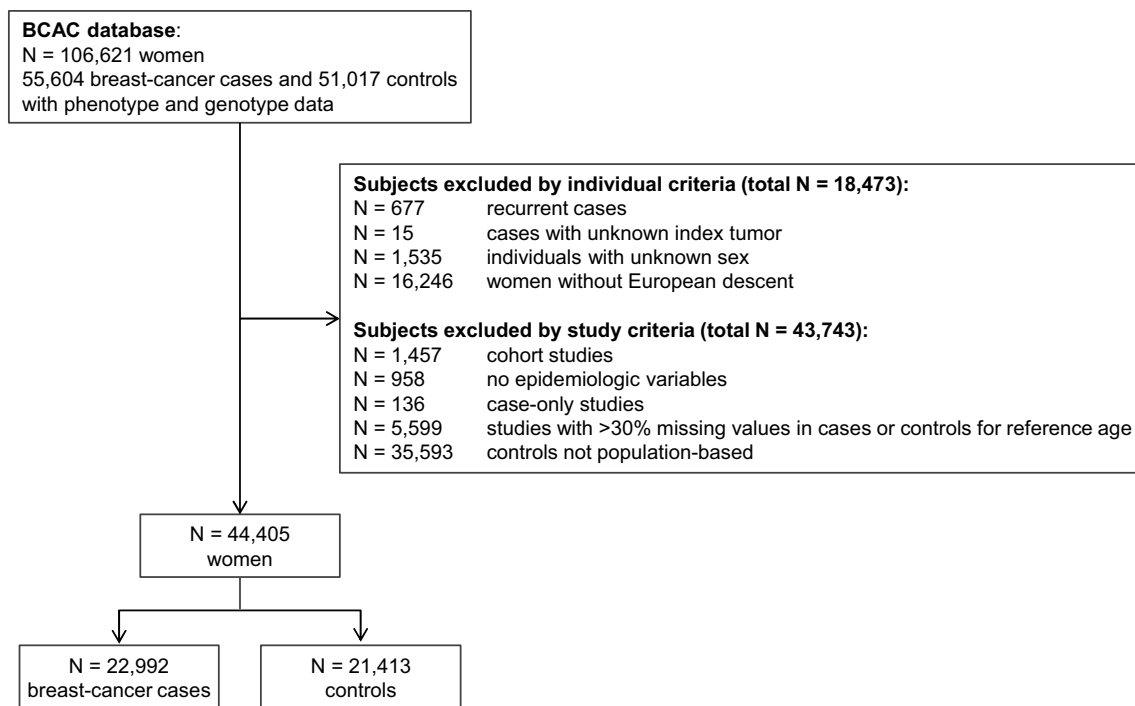 BCAC database:
N = 106,621 women
55,604 breast-cancer cases and 51,017 controls
with phenotype and genotype data
Subjects excluded by individual criteria (total N = 18,473):
N = 677 recurrent cases
N = 15 cases with unknown index tumor
N = 1,535 individuals with unknown sex
N = 16,246 women without European descent
Subjects excluded by study criteria (total N = 43,743):
N = 1,457 cohort studies
N = 958 no epidemiologic variables
N = 136 case-only studies
N = 5,599 studies with >30% missing values in cases or controls for reference age
N = 35,593 controls not population-based
N = 44,405
women
N = 22,992
breast-cancer cases
N = 21,413
controls